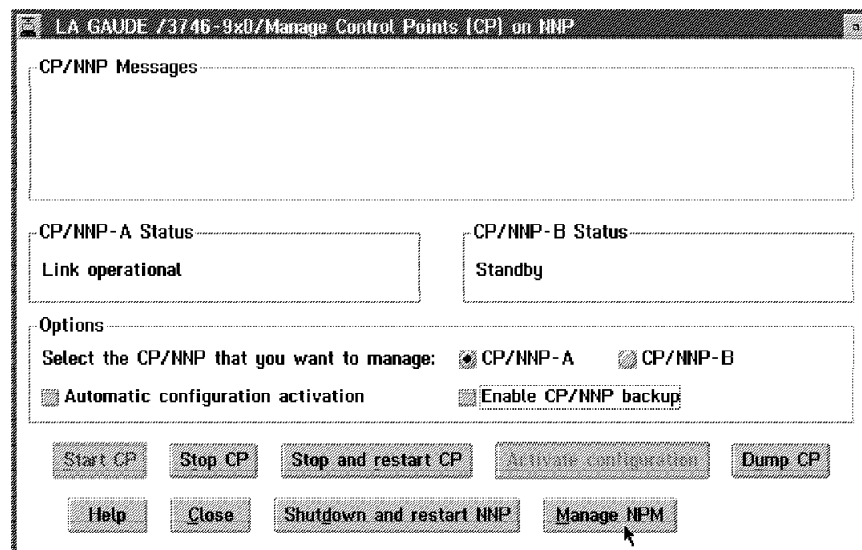 LA GAUDE /3746-9x0/Manage Control Points (CP) on NNP
CP/NNP Messages
CP/NNP-A Status CP/NNP-B Status
Link operational Standby
Options
Select the CP/NNP that you want to manage: CP/NNP-A CP/NNP-B
Automatic configuration activation Enable CP/NNP backup
Start CP Stop CP Stop and restart CP Activate configuration Dump CP
Help Close Shutdown and restart NNP Manage NPM